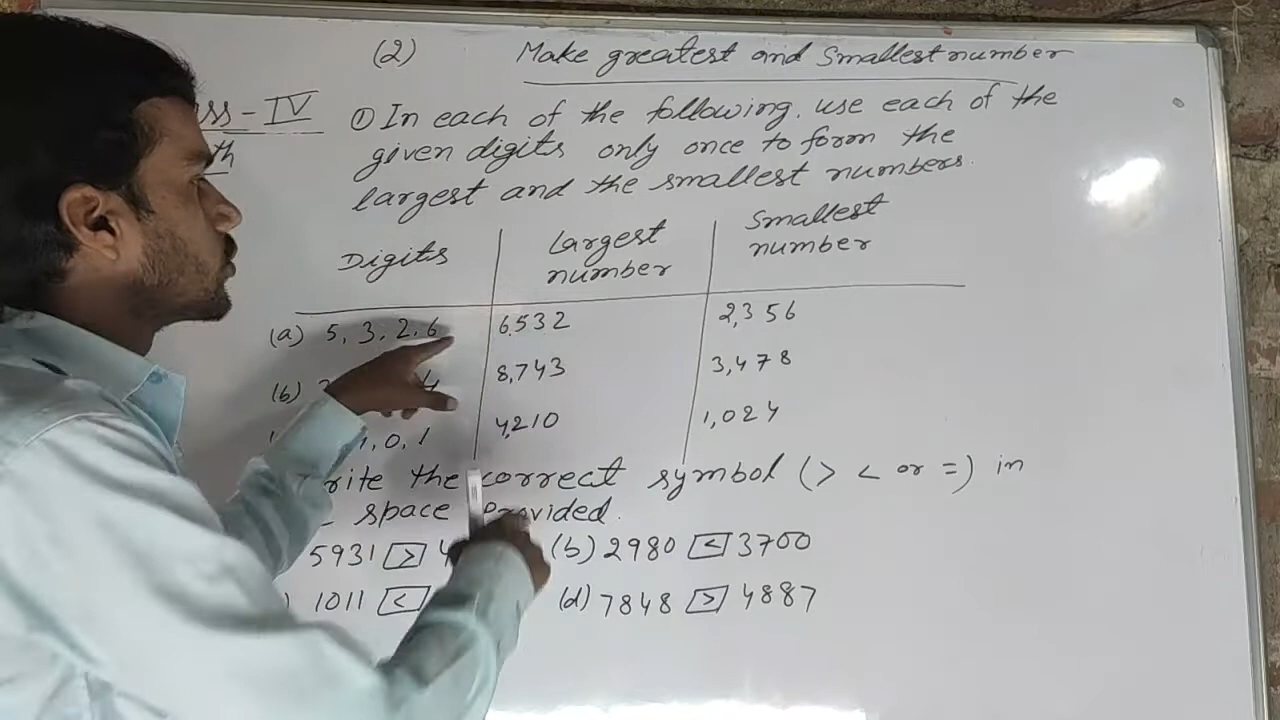 (2) Make greatest and Smallest number
- IV
① In each of the following, use each of the
given digits only once to form the
largest and the smallest numbers.
Digits Largest number Smallest number
(a) 5, 3, 2, 6 6,532 2,356
(b) 4 8,743 3,478
, 0, 1 4,210 1,024
the correct symbol (> < or =) in
space Provided.
5931 > (b) 2980 < 3700
1011 < (d) 7848 > 4887